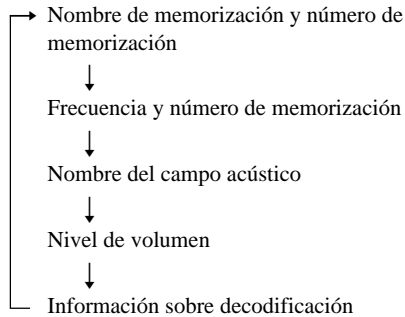 Nombre de memorización y número de
memorización
Frecuencia y número de memorización
Nombre del campo acústico
Nivel de volumen
Información sobre decodificación